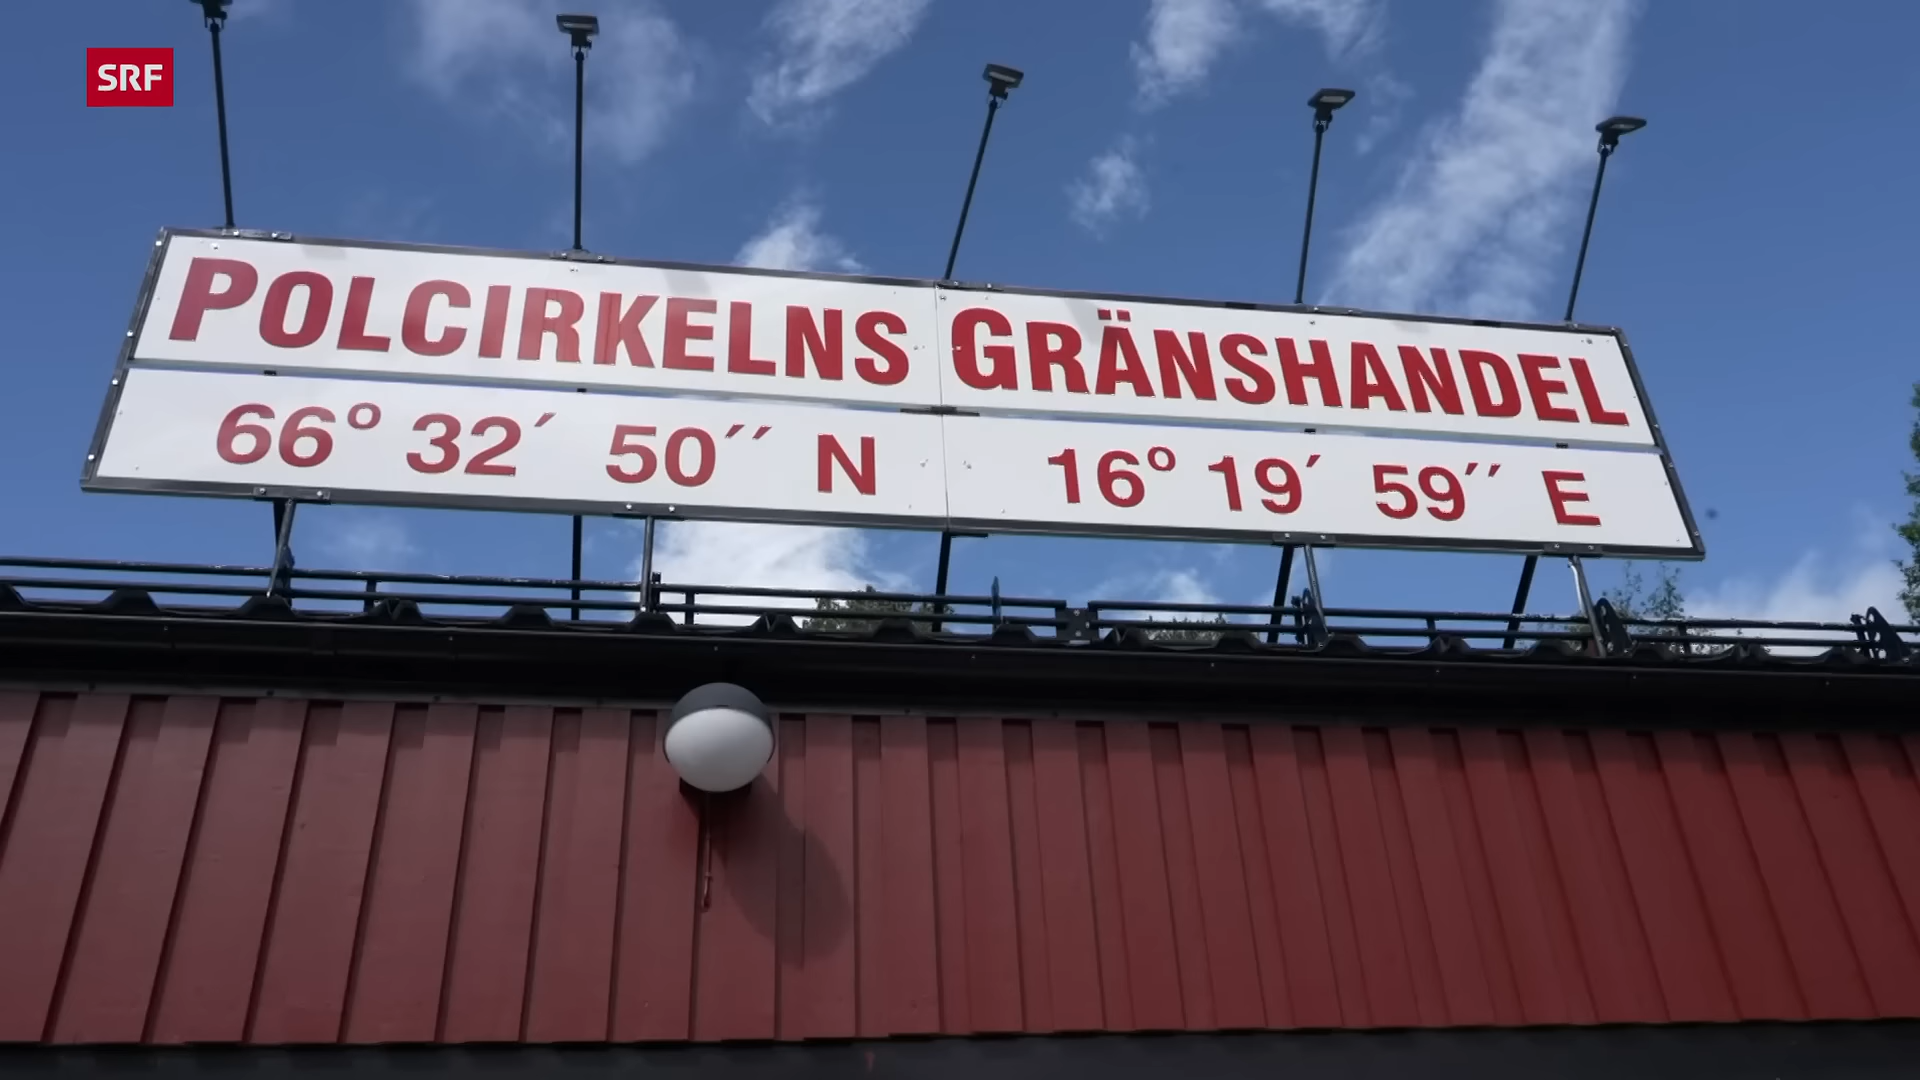 SRF
POLCIRKELNS GRÄNSHANDEL
66° 32′ 50″ N 16° 19′ 59″ E